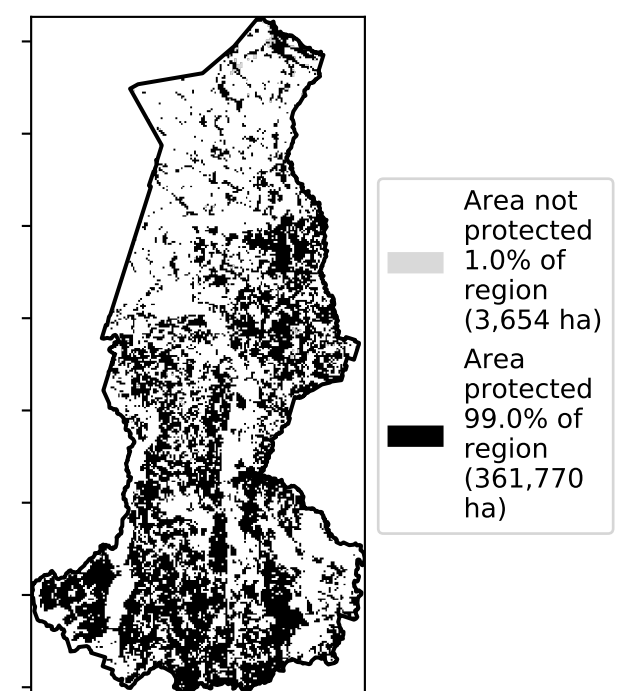 Area not
protected
1.0% of
region
(3,654 ha)
Area
protected
99.0% of
region
(361,770
ha)